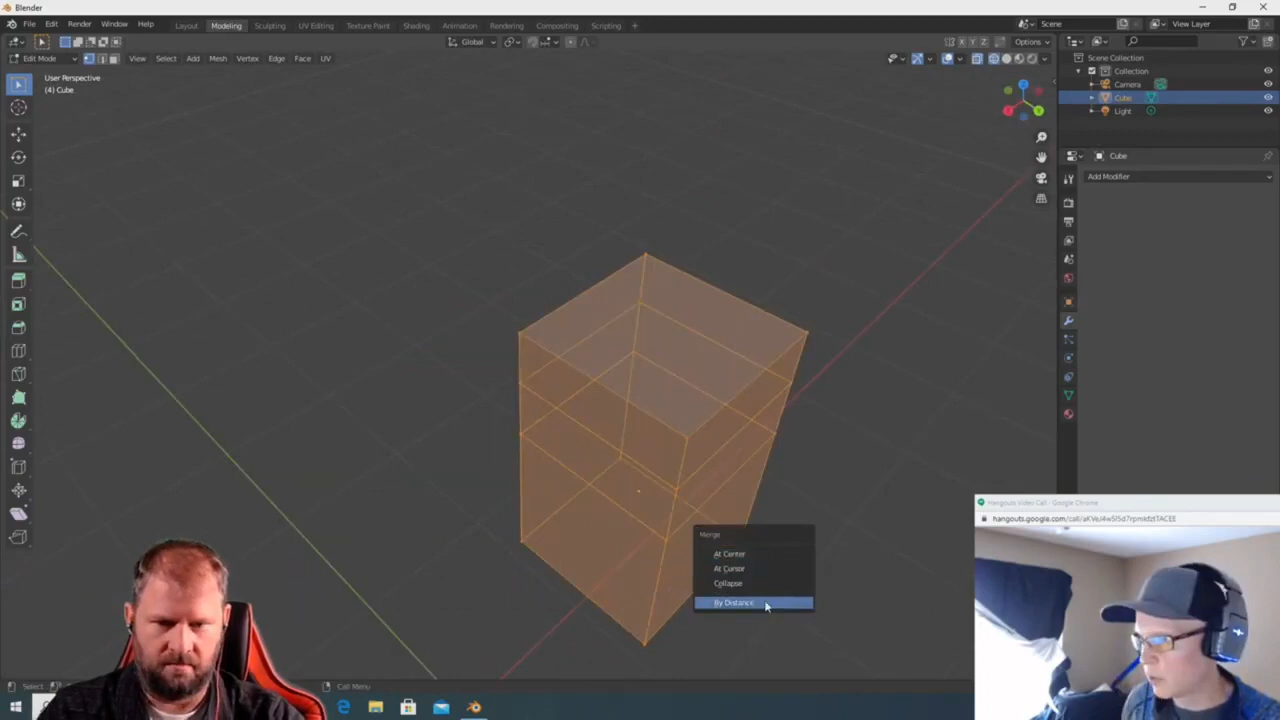 Blender
File Edit Render Window Help
Layout Modeling Sculpting UV Editing Texture Paint Shading Animation Rendering Compositing Scripting +
Scene
View Layer
Global
X Y Z Options
Edit Mode View Select Add Mesh Vertex Edge Face UV
User Perspective
(4) Cube
Scene Collection
Collection
Camera
Cube
Light
Cube
Add Modifier
Merge
At Center
At Cursor
Collapse
By Distance
Hangouts Video Call - Google Chrome
Select
Call Menu